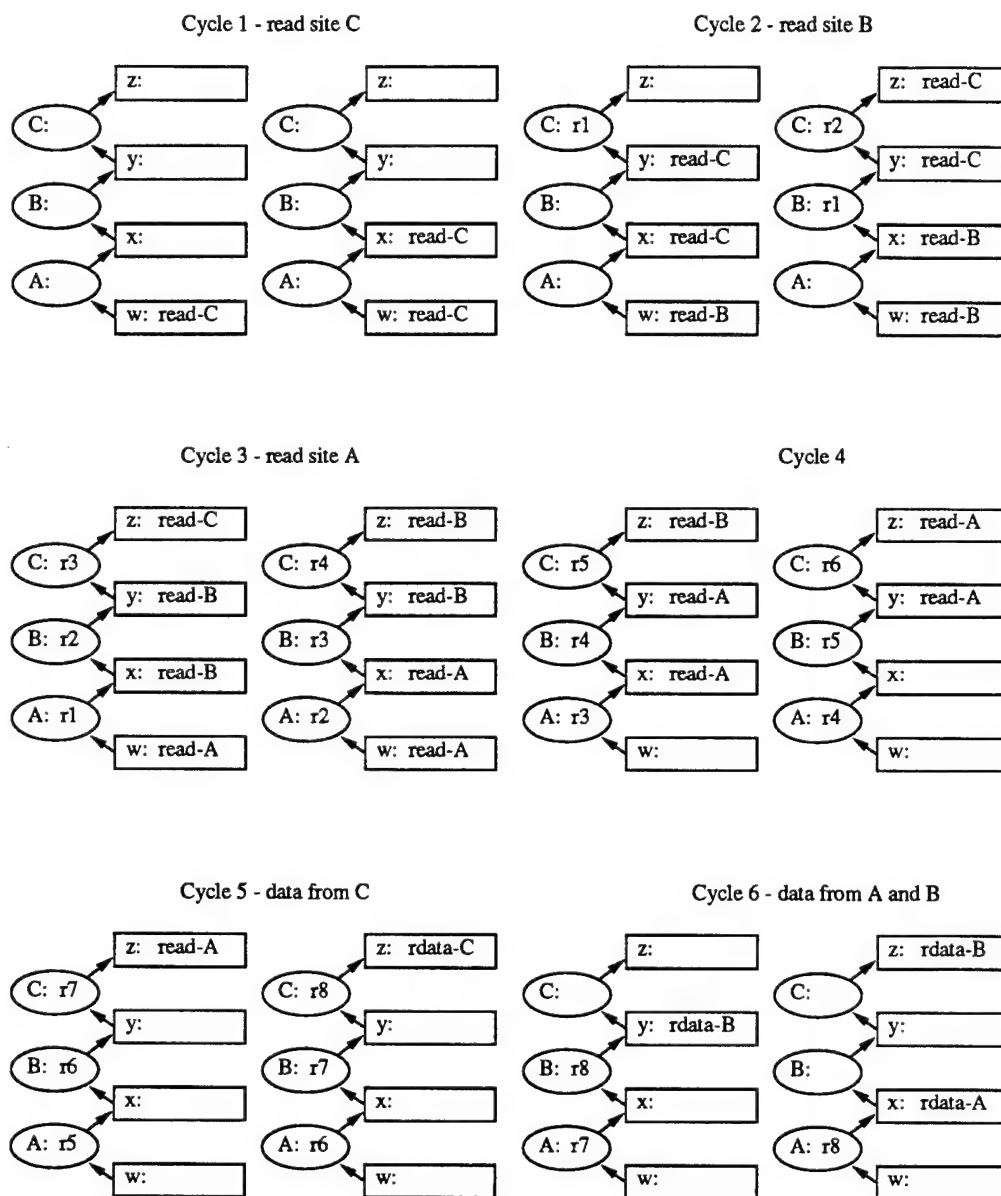 Cycle 1 - read site C
z:
C:
y:
B:
x:
A:
w: read-C
z:
C:
y:
B:
x: read-C
A:
w: read-C
Cycle 2 - read site B
z:
C: r1
y: read-C
B:
x: read-C
A:
w: read-B
z: read-C
C: r2
y: read-C
B: r1
x: read-B
A:
w: read-B
Cycle 3 - read site A
z: read-C
C: r3
y: read-B
B: r2
x: read-B
A: r1
w: read-A
z: read-B
C: r4
y: read-B
B: r3
x: read-A
A: r2
w: read-A
Cycle 4
z: read-B
C: r5
y: read-A
B: r4
x: read-A
A: r3
w:
z: read-A
C: r6
y: read-A
B: r5
x:
A: r4
w:
Cycle 5 - data from C
z: read-A
C: r7
y:
B: r6
x:
A: r5
w:
z: rdata-C
C: r8
y:
B: r7
x:
A: r6
w:
Cycle 6 - data from A and B
z:
C:
y: rdata-B
B: r8
x:
A: r7
w:
z: rdata-B
C:
y:
B:
x: rdata-A
A: r8
w: